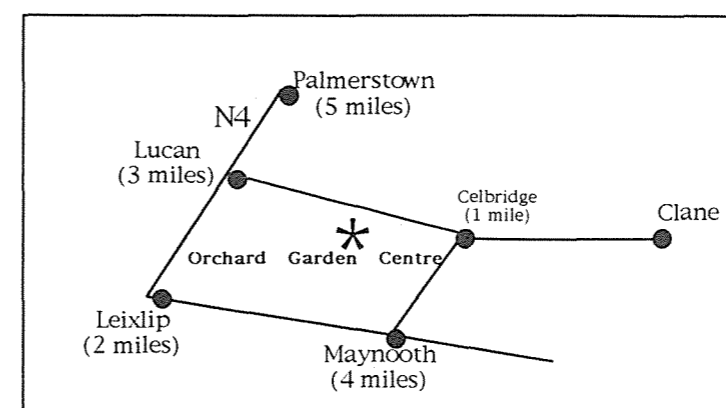 Palmerstown
(5 miles)
N4
Lucan
(3 miles)
Celbridge
(1 mile)
Clane
Orchard Garden Centre
Leixlip
(2 miles)
Maynooth
(4 miles)